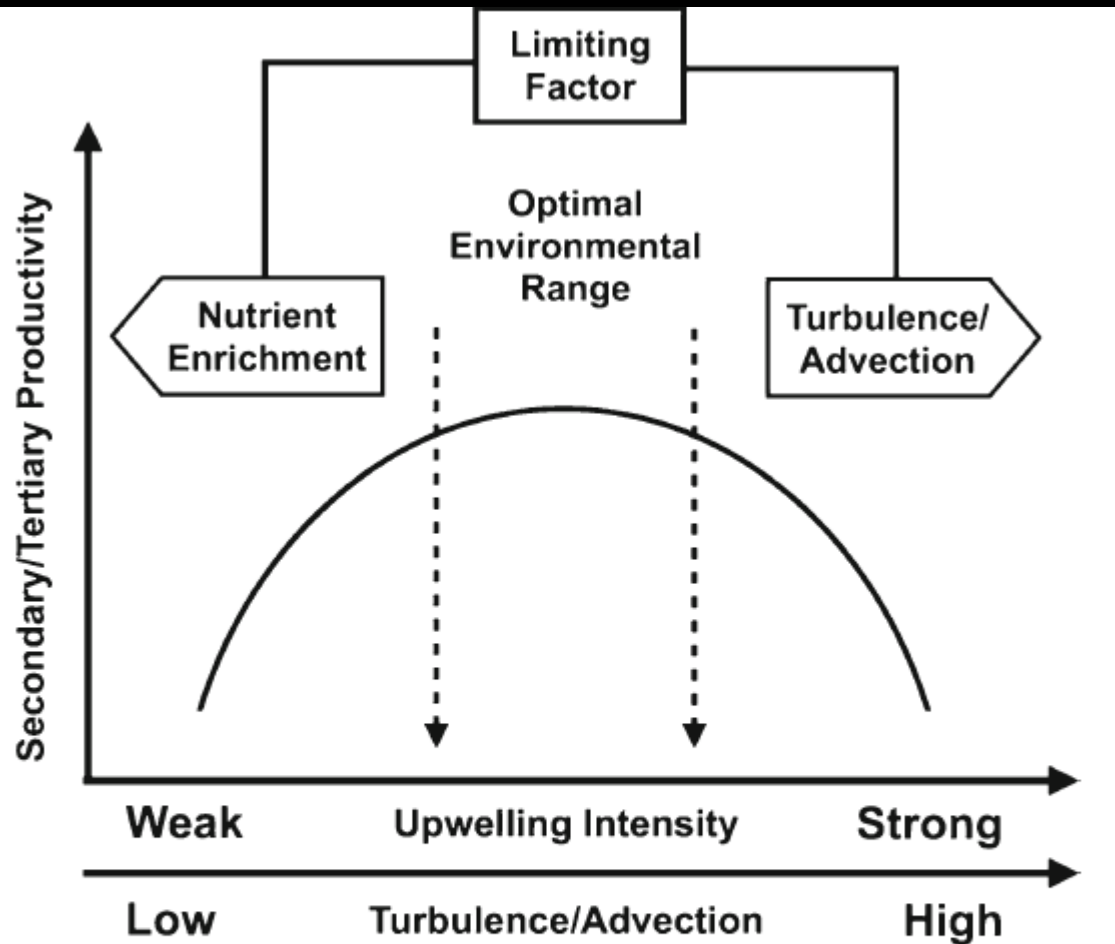 Limiting
Factor
Optimal
Environmental
Range
Nutrient
Enrichment
Turbulence/
Advection
Secondary/Tertiary Productivity
Weak
Upwelling Intensity
Strong
Low
Turbulence/Advection
High